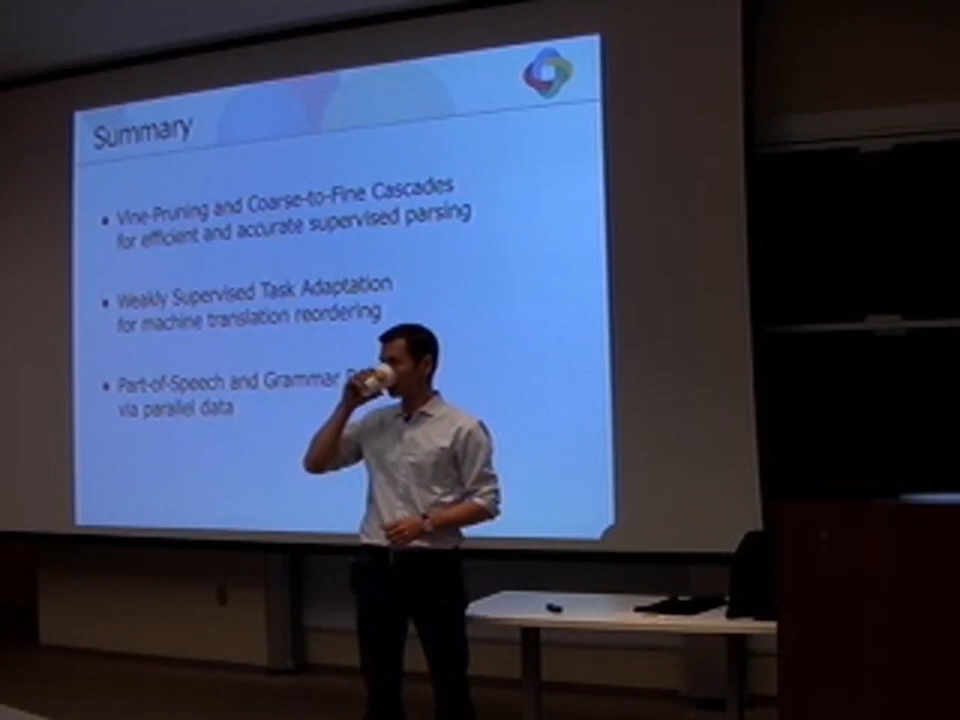 Summary
• Vine-Pruning and Coarse-to-Fine Cascades
for efficient and accurate supervised parsing
• Weakly Supervised Task Adaptation
for machine translation reordering
• Part-of-Speech and Grammar
via parallel data